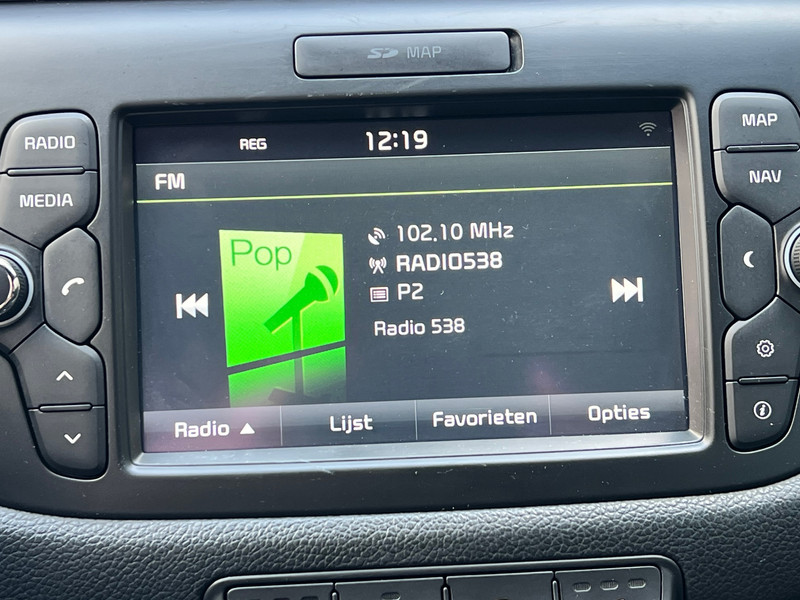 SD MAP
RADIO
MEDIA
REG 12:19
FM
Pop
102.10 MHz
RADIO538
P2
Radio 538
Radio ▲ Lijst Favorieten Opties
MAP
NAV